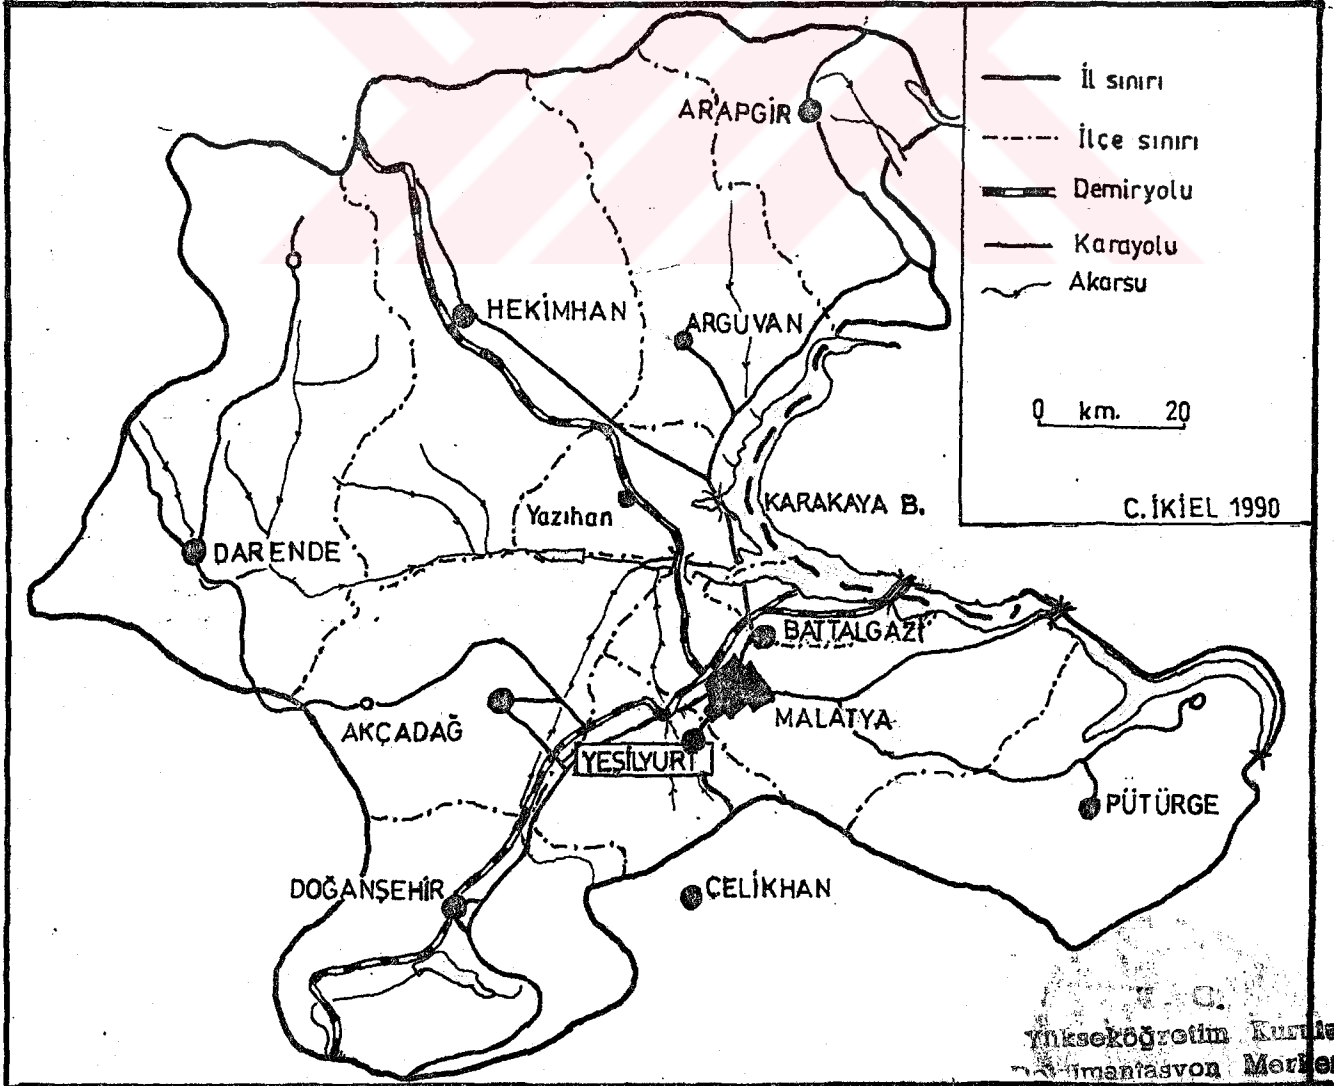 ARAPGİR
HEKİMHAN
ARGUVAN
Yazıhan
KARAKAYA B.
DARENDE
BATTALGAZİ
AKÇADAĞ
MALATYA
YEŞİLYURT
PÜTÜRGE
DOĞANŞEHİR
ÇELİKHAN
İl sınırı
İlçe sınırı
Demiryolu
Karayolu
Akarsu
0 km. 20
C. İKİEL 1990
T. C.
Yükseköğretim